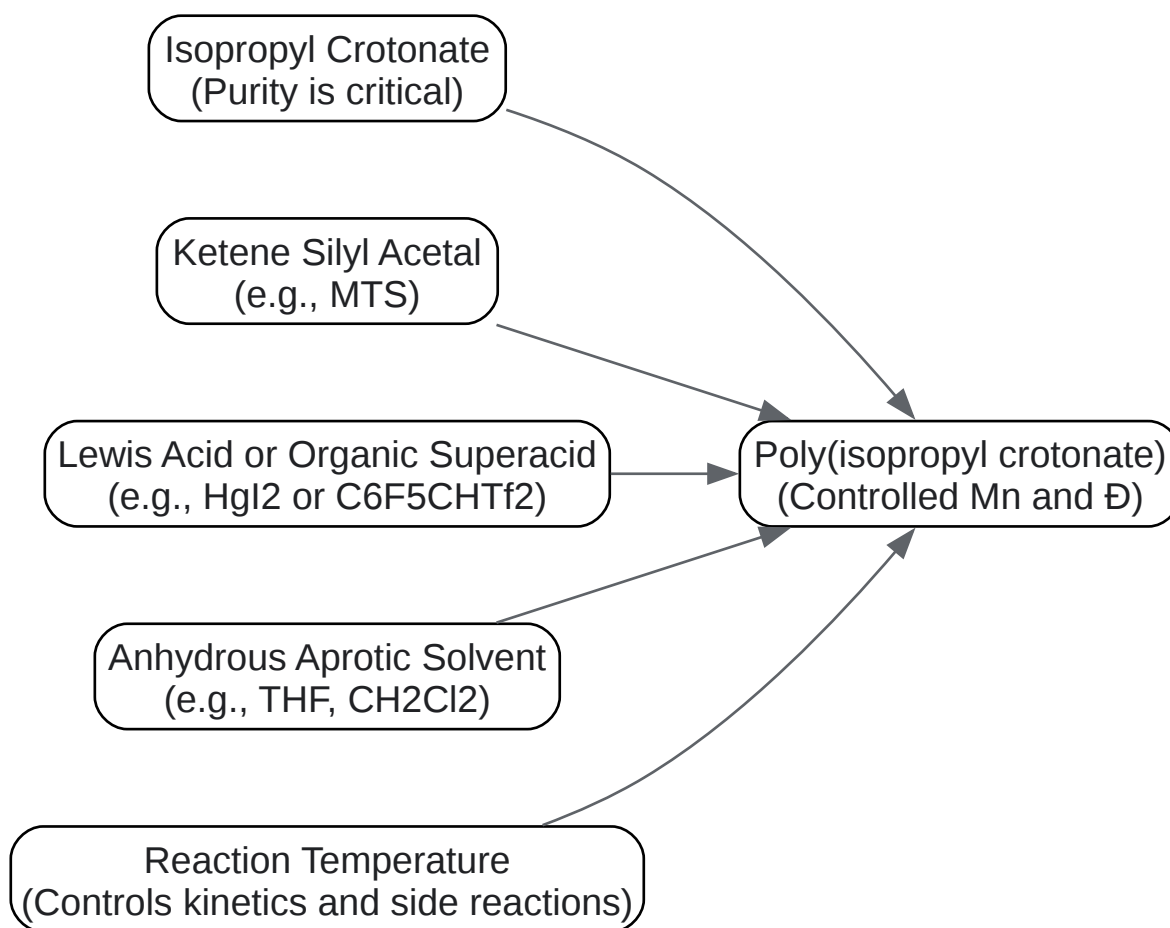 Isopropyl Crotonate
(Purity is critical)
Ketene Silyl Acetal
(e.g., MTS)
Lewis Acid or Organic Superacid
(e.g., HgI2 or C6F5CHTf2)
Poly(isopropyl crotonate)
(Controlled Mn and Đ)
Anhydrous Aprotic Solvent
(e.g., THF, CH2Cl2)
Reaction Temperature
(Controls kinetics and side reactions)